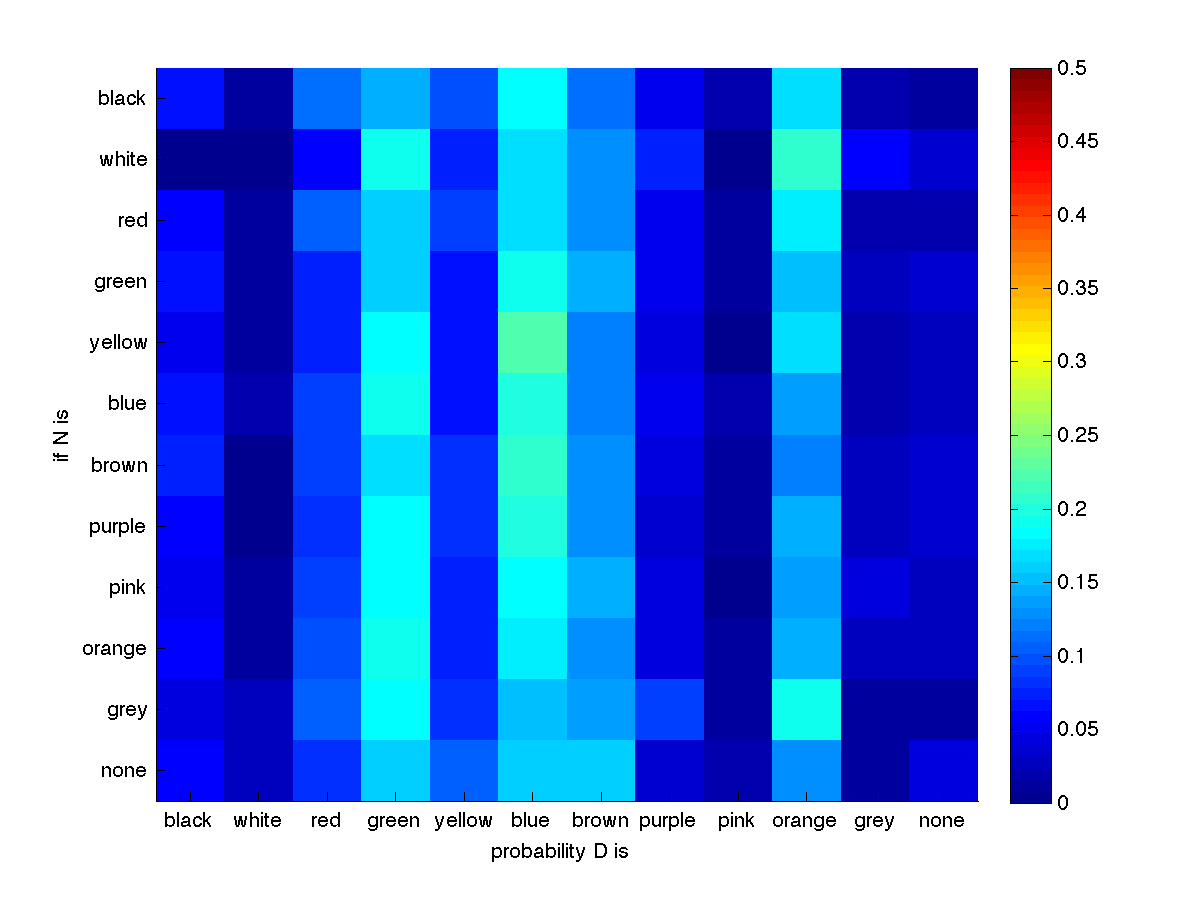 black
white
red
green
yellow
blue
brown
purple
pink
orange
grey
none
if N is
black white red green yellow blue brown purple pink orange grey none
probability D is
0.5
0.45
0.4
0.35
0.3
0.25
0.2
0.15
0.1
0.05
0